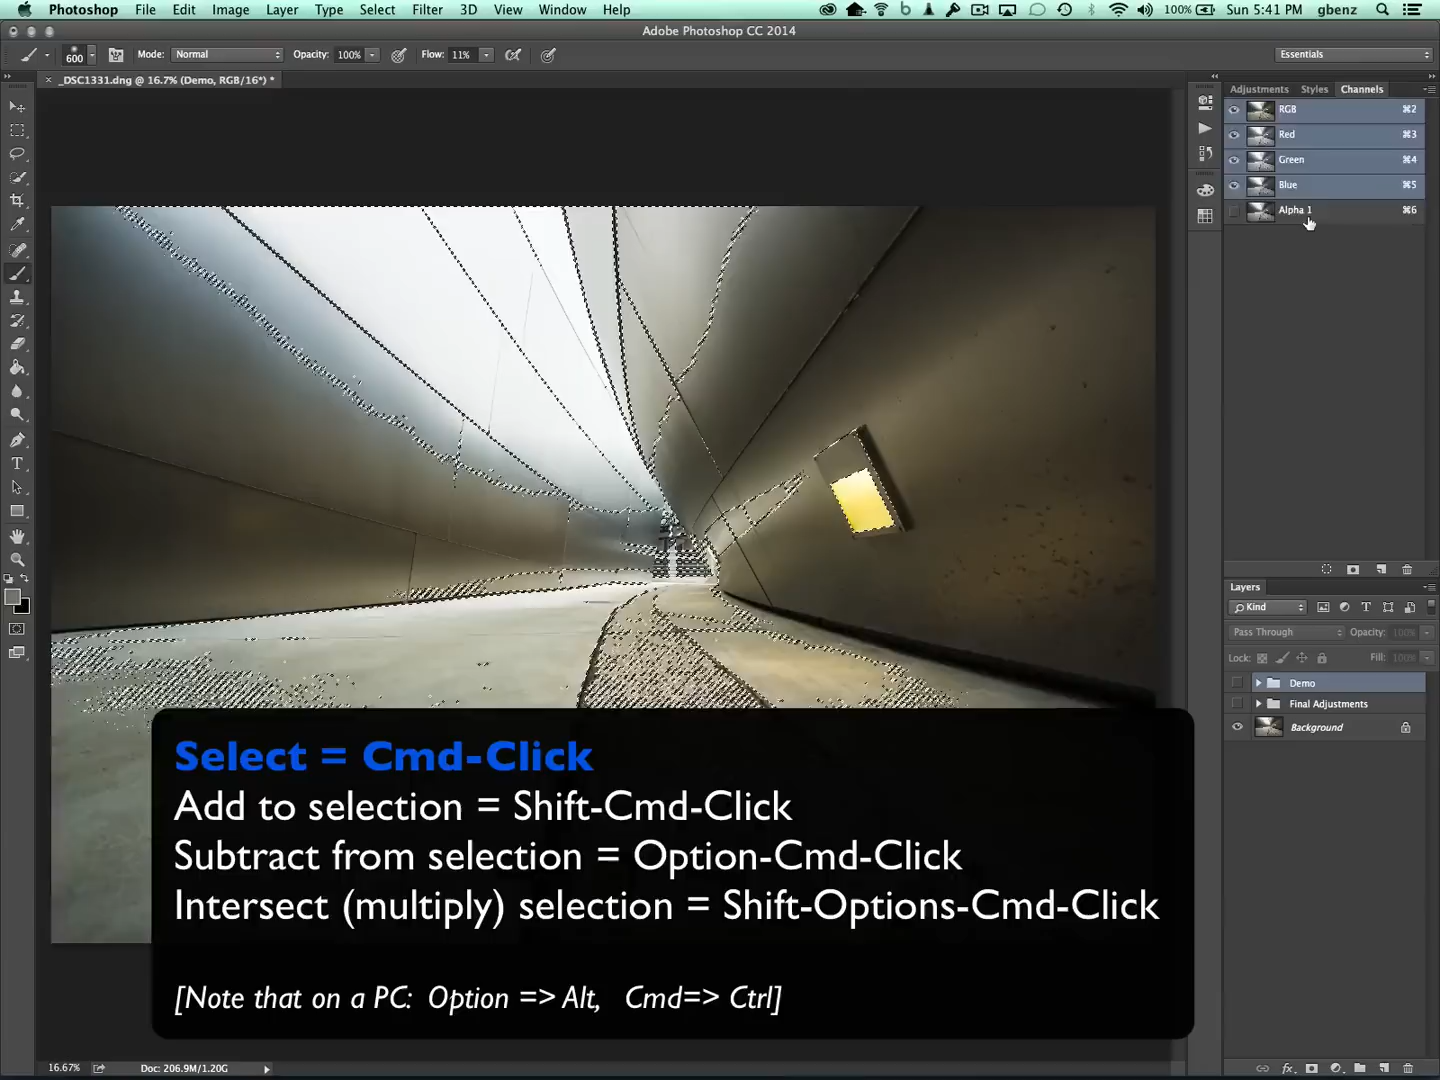 Photoshop File Edit Image Layer Type Select Filter 3D View Window Help 100% Sun 5:41 PM gbenz
Adobe Photoshop CC 2014
600 Mode: Normal Opacity: 100% Flow: 11% Essentials
× _DSC1331.dng @ 16.7% (Demo, RGB/16*) *
Adjustments Styles Channels
RGB ⌘2
Red ⌘3
Green ⌘4
Blue ⌘5
Alpha 1 ⌘6
Layers
Kind
Pass Through Opacity: 100%
Lock: Fill: 100%
Demo
Final Adjustments
Background
Select = Cmd-Click
Add to selection = Shift-Cmd-Click
Subtract from selection = Option-Cmd-Click
Intersect (multiply) selection = Shift-Options-Cmd-Click
[Note that on a PC: Option => Alt, Cmd=> Ctrl]
16.67% Doc: 206.9M/1.20G